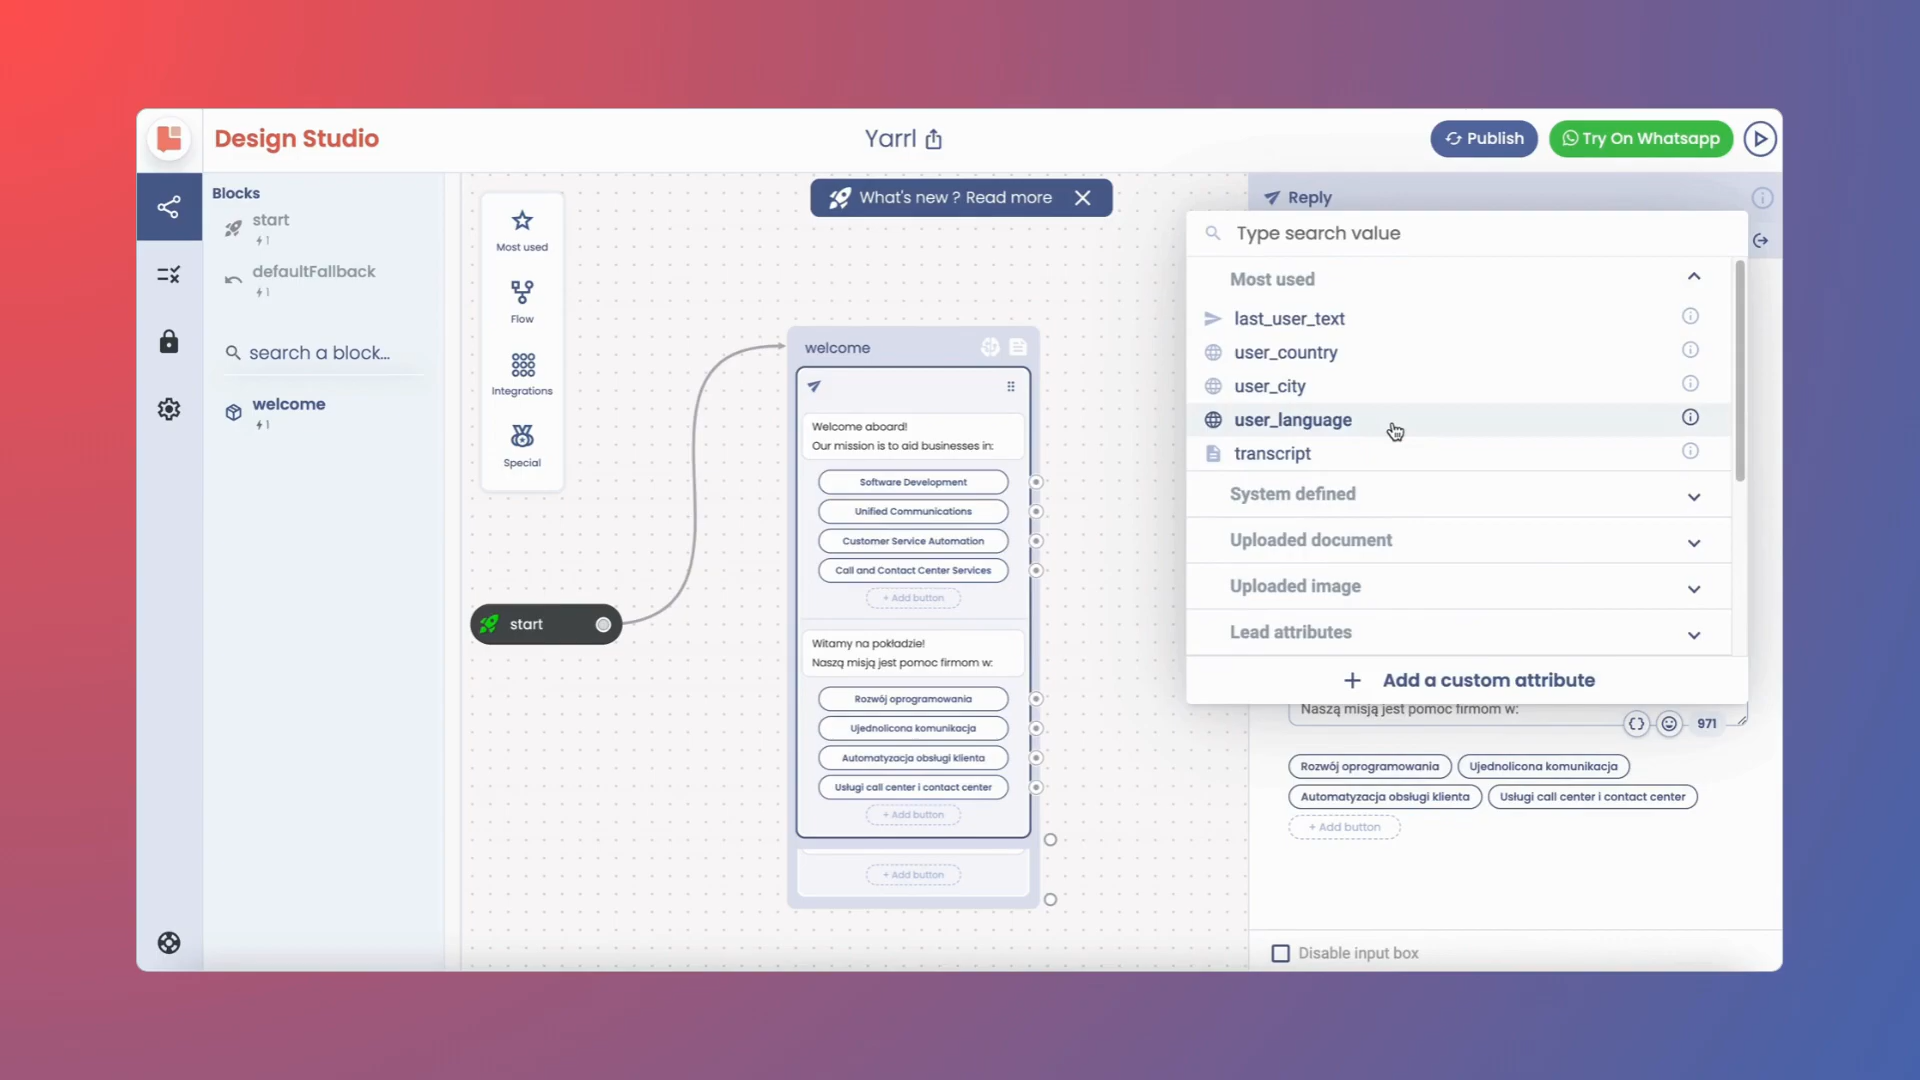 Design Studio
Yarrl
Publish
Try On Whatsapp
Blocks
start
1
defaultFallback
1
search a block...
welcome
1
Most used
Flow
Integrations
Special
What's new ? Read more
start
welcome
Welcome aboard!
Our mission is to aid businesses in:
Software Development
Unified Communications
Customer Service Automation
Call and Contact Center Services
+ Add button
Witamy na pokładzie!
Naszą misją jest pomoc firmom w:
Rozwój oprogramowania
Ujednolicona komunikacja
Automatyzacja obsługi klienta
Usługi call center i contact center
+ Add button
+ Add button
Reply
Type search value
Most used
last_user_text
user_country
user_city
user_language
transcript
System defined
Uploaded document
Uploaded image
Lead attributes
+ Add a custom attribute
Naszą misją jest pomoc firmom w:
971
Rozwój oprogramowania
Ujednolicona komunikacja
Automatyzacja obsługi klienta
Usługi call center i contact center
+ Add button
Disable input box